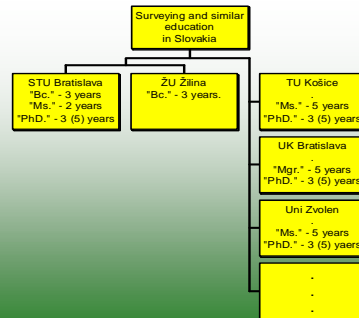 Surveying and similar
education
in Slovakia
STU Bratislava
"Bc." - 3 years
"Ms." - 2 years
"PhD." - 3 (5) years
ŽU Žilina
"Bc." - 3 years.
TU Košice
.
"Ms." - 5 years
"PhD." - 3 (5) years
UK Bratislava
.
"Mgr." - 5 years
"PhD." - 3 (5) years
Uni Zvolen
.
"Ms." - 5 years
"PhD." - 3 (5) yaers
.
.
.